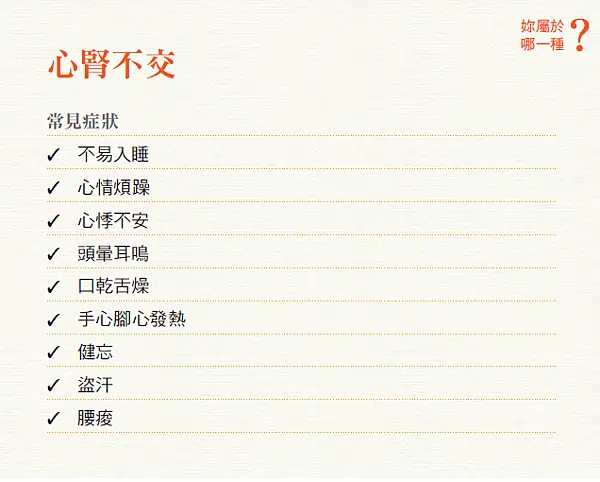 妳屬於
哪一種?
心腎不交
常見症狀
✓ 不易入睡
✓ 心情煩躁
✓ 心悸不安
✓ 頭暈耳鳴
✓ 口乾舌燥
✓ 手心腳心發熱
✓ 健忘
✓ 盜汗
✓ 腰痠